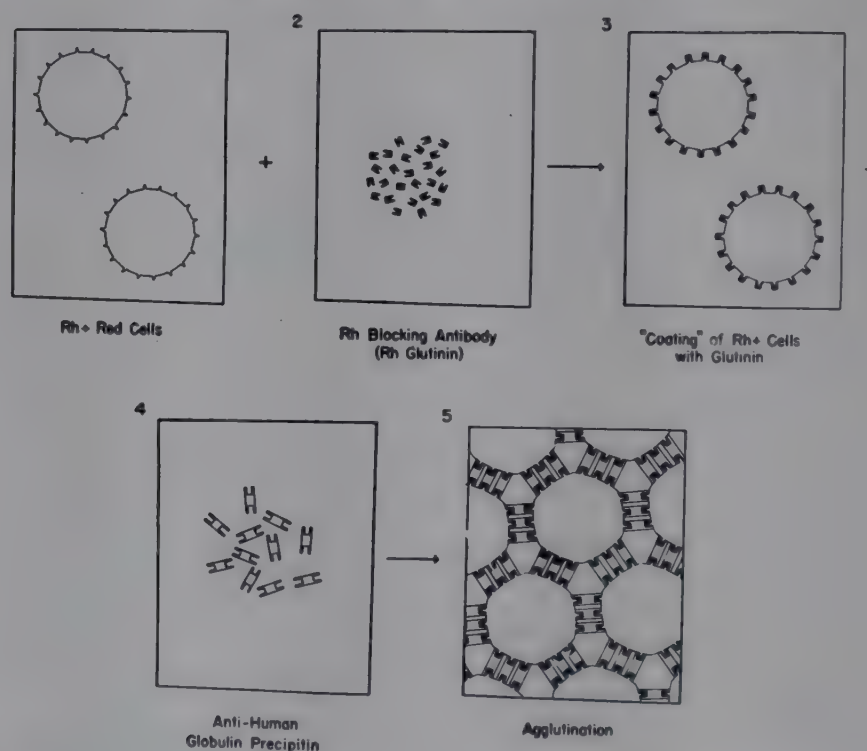 2
3
+
Rh+ Red Cells
Rh Blocking Antibody
(Rh Glutinin)
"Coating" of Rh+ Cells
with Glutinin
4
5
Anti-Human
Globulin Precipitin
Agglutination